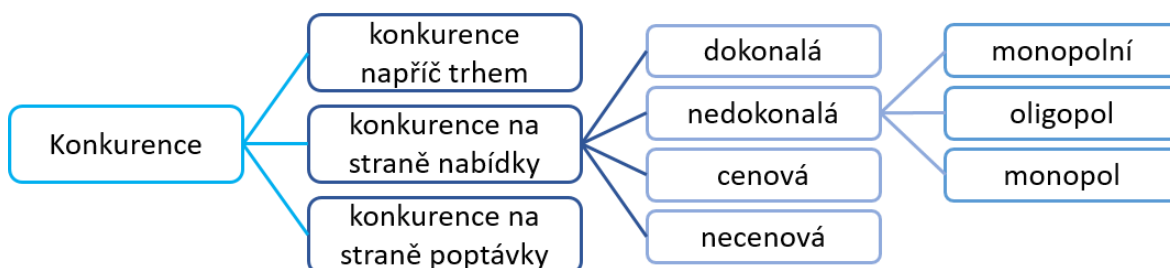 Konkurence
konkurence
napříč trhem
konkurence na
straně nabídky
konkurence na
straně poptávky
dokonalá
nedokonalá
cenová
necenová
monopolní
oligopol
monopol